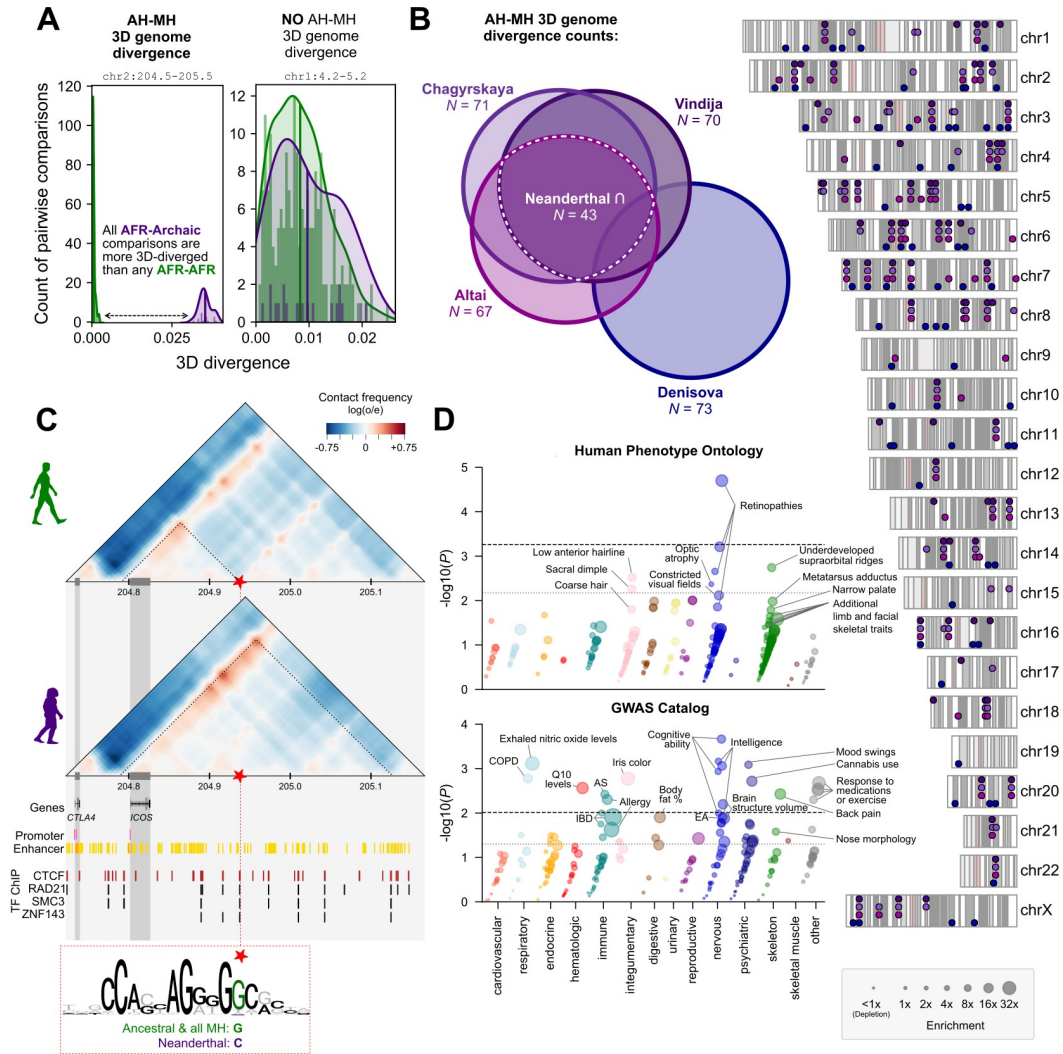 A
AH-MH
3D genome
divergence
chr2:204.5-205.5
NO AH-MH
3D genome
divergence
chr1:4.2-5.2
Count of pairwise comparisons
120
100
80
60
40
20
0
12
10
8
6
4
2
0
All AFR-Archaic
comparisons are
more 3D-diverged
than any AFR-AFR
0.000
0.025
0.00
0.01
0.02
3D divergence
B
AH-MH 3D genome
divergence counts:
Chagyrskaya
N = 71
Vindija
N = 70
Neanderthal ∩
N = 43
Altai
N = 67
Denisova
N = 73
chr1
chr2
chr3
chr4
chr5
chr6
chr7
chr8
chr9
chr10
chr11
chr12
chr13
chr14
chr15
chr16
chr17
chr18
chr19
chr20
chr21
chr22
chrX
C
Contact frequency
log(o/e)
-0.75
+0.75
204.8
204.9
205.0
205.1
204.8
204.9
205.0
205.1
Genes
CTLA4
ICOS
Promoter
Enhancer
TF ChIP
CTCF
RAD21
SMC3
ZNF143
Ancestral & all MH: G
Neanderthal: C
D
Human Phenotype Ontology
-log10(P)
5
4
3
2
1
0
Retinopathies
Low anterior hairline
Sacral dimple
Coarse hair
Optic
atrophy
Constricted
visual fields
Underdeveloped
supraorbital ridges
Metatarsus adductus
Narrow palate
Additional
limb and facial
skeletal traits
GWAS Catalog
-log10(P)
4
3
2
1
0
Exhaled nitric oxide levels
COPD
Q10
levels
AS
Iris color
Allergy
IBD
Body
fat %
Cognitive
ability
Intelligence
Brain
structure volume
EA
Mood swings
Cannabis use
Response to
medications
or exercise
Back pain
Nose morphology
cardiovascular
respiratory
endocrine
hematologic
immune
integumentary
digestive
urinary
reproductive
nervous
psychiatric
skeleton
skeletal muscle
other
<1x
(Depletion)
1x
2x
4x
8x
16x
32x
Enrichment